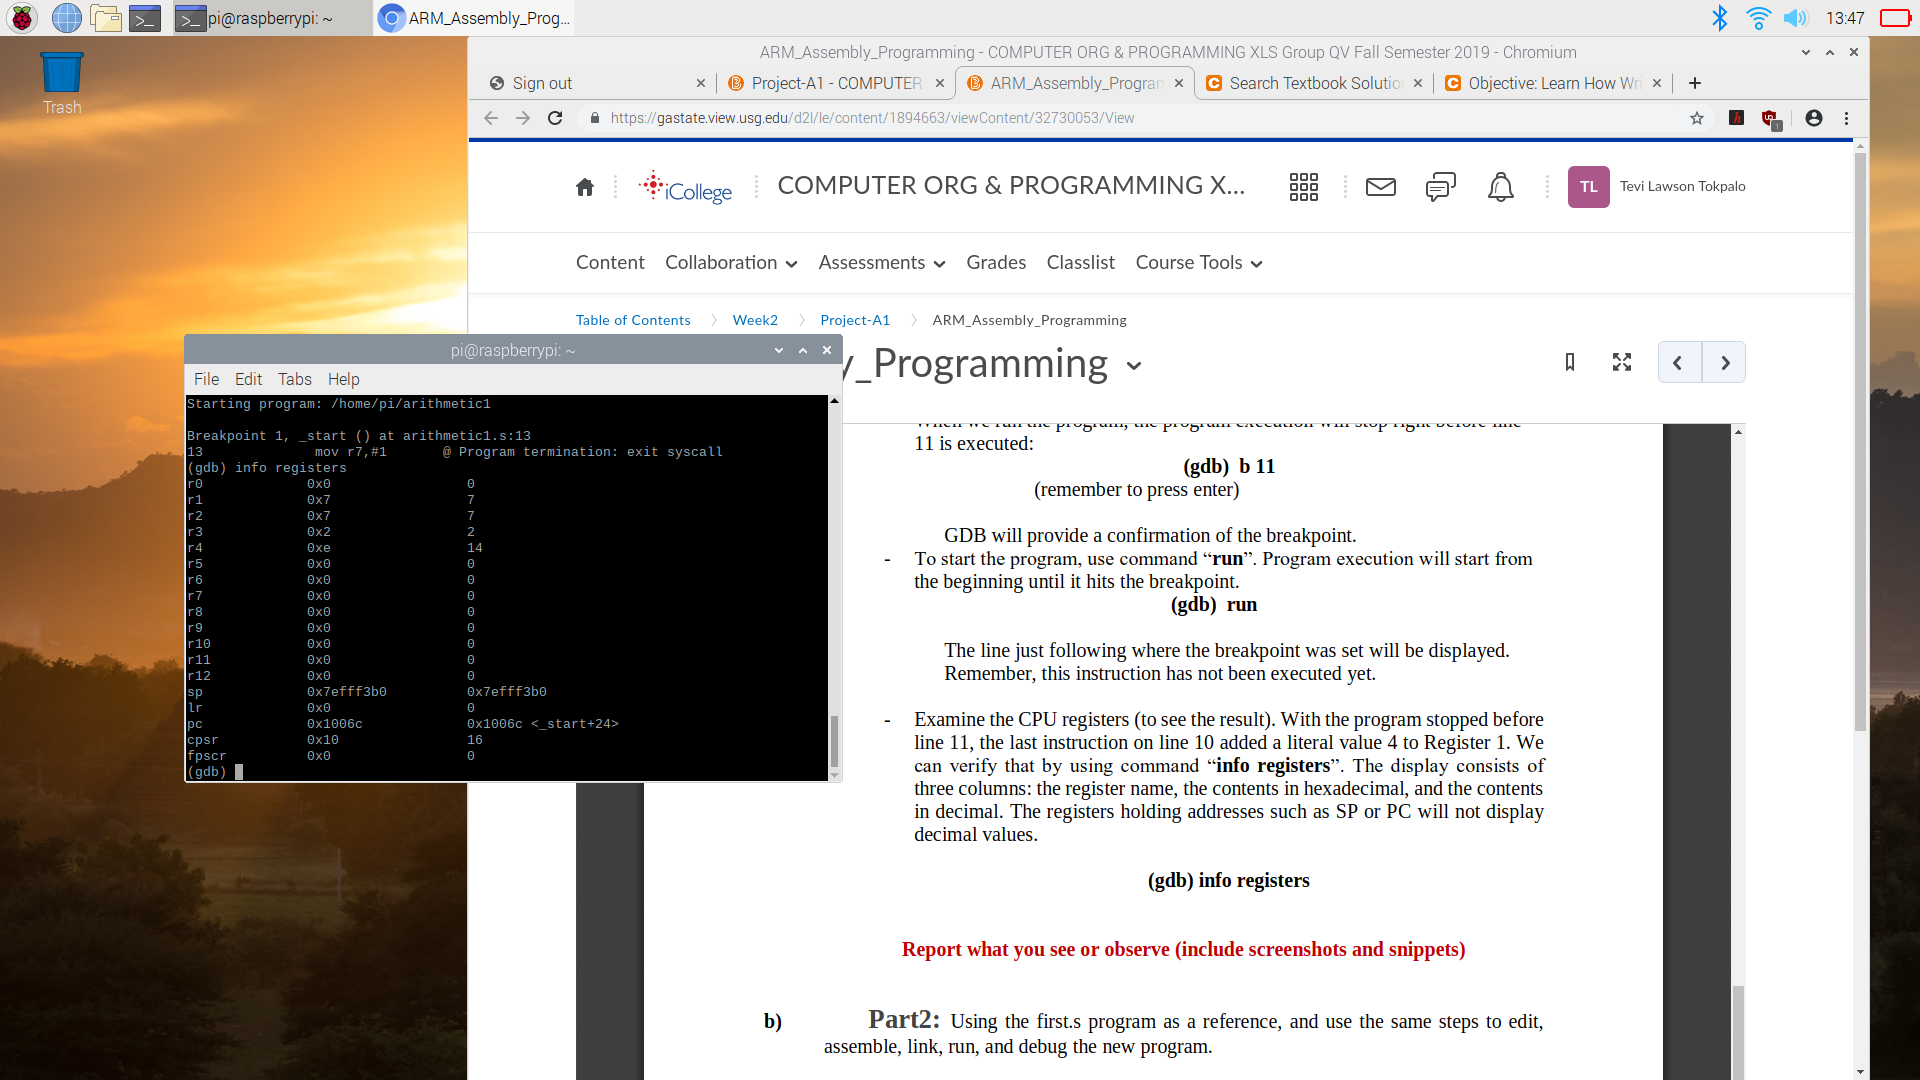 pi@raspberrypi: ~
ARM_Assembly_Prog...
13:47
Trash
ARM_Assembly_Programming - COMPUTER ORG & PROGRAMMING XLS Group QV Fall Semester 2019 - Chromium
Sign out
Project-A1 - COMPUTER
ARM_Assembly_Program
Search Textbook Solutio
Objective: Learn How Wri
https://gastate.view.usg.edu/d2l/le/content/1894663/viewContent/32730053/View
iCollege
COMPUTER ORG & PROGRAMMING X...
TL
Tevi Lawson Tokpalo
Content
Collaboration
Assessments
Grades
Classlist
Course Tools
Table of Contents
Week2
Project-A1
ARM_Assembly_Programming
y_Programming
pi@raspberrypi: ~
File Edit Tabs Help
Starting program: /home/pi/arithmetic1
Breakpoint 1, _start () at arithmetic1.s:13
13 mov r7,#1 @ Program termination: exit syscall
(gdb) info registers
r0 0x0 0
r1 0x7 7
r2 0x7 7
r3 0x2 2
r4 0xe 14
r5 0x0 0
r6 0x0 0
r7 0x0 0
r8 0x0 0
r9 0x0 0
r10 0x0 0
r11 0x0 0
r12 0x0 0
sp 0x7efff3b0 0x7efff3b0
lr 0x0 0
pc 0x1006c 0x1006c <_start+24>
cpsr 0x10 16
fpscr 0x0 0
(gdb)
When we run the program, the program execution will stop right before line
11 is executed:
(gdb) b 11
(remember to press enter)
GDB will provide a confirmation of the breakpoint.
- To start the program, use command “run”. Program execution will start from
the beginning until it hits the breakpoint.
(gdb) run
The line just following where the breakpoint was set will be displayed.
Remember, this instruction has not been executed yet.
- Examine the CPU registers (to see the result). With the program stopped before
line 11, the last instruction on line 10 added a literal value 4 to Register 1. We
can verify that by using command “info registers”. The display consists of
three columns: the register name, the contents in hexadecimal, and the contents
in decimal. The registers holding addresses such as SP or PC will not display
decimal values.
(gdb) info registers
Report what you see or observe (include screenshots and snippets)
b) Part2: Using the first.s program as a reference, and use the same steps to edit,
assemble, link, run, and debug the new program.